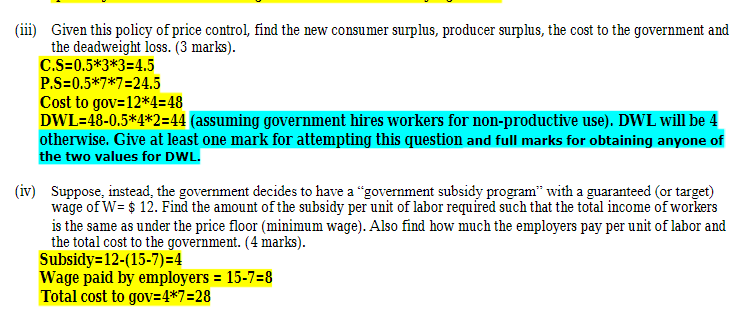 (iii) Given this policy of price control, find the new consumer surplus, producer surplus, the cost to the government and
the deadweight loss. (3 marks).
C.S=0.5*3*3=4.5
P.S=0.5*7*7=24.5
Cost to gov=12*4=48
DWL=48-0.5*4*2=44 (assuming government hires workers for non-productive use). DWL will be 4
otherwise. Give at least one mark for attempting this question and full marks for obtaining anyone of
the two values for DWL.
(iv) Suppose, instead, the government decides to have a “government subsidy program” with a guaranteed (or target)
wage of W= $ 12. Find the amount of the subsidy per unit of labor required such that the total income of workers
is the same as under the price floor (minimum wage). Also find how much the employers pay per unit of labor and
the total cost to the government. (4 marks).
Subsidy=12-(15-7)=4
Wage paid by employers = 15-7=8
Total cost to gov=4*7=28